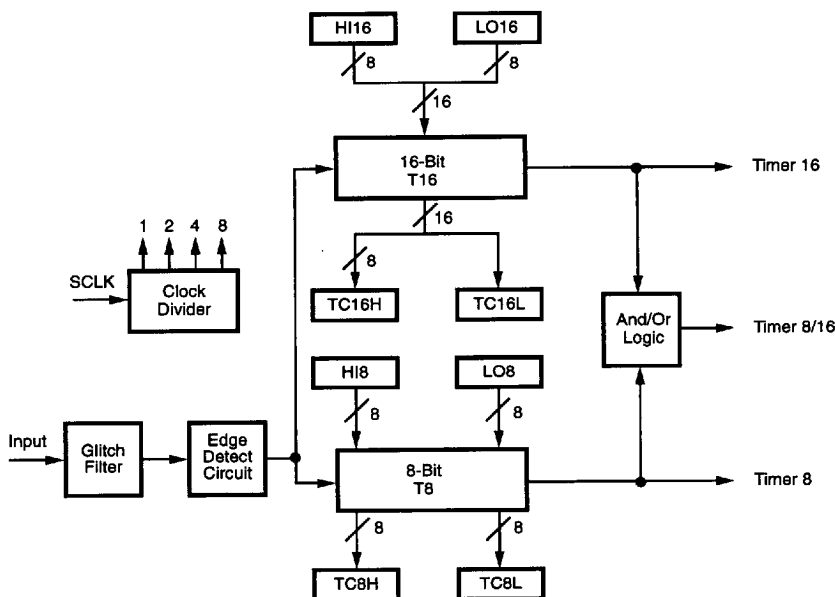 HI16
LO16
8
8
16
16-Bit
T16
Timer 16
16
1
2
4
8
8
SCLK
Clock
Divider
TC16H
TC16L
And/Or
Logic
Timer 8/16
HI8
LO8
8
8
Input
Glitch
Filter
Edge
Detect
Circuit
8-Bit
T8
Timer 8
8
8
TC8H
TC8L